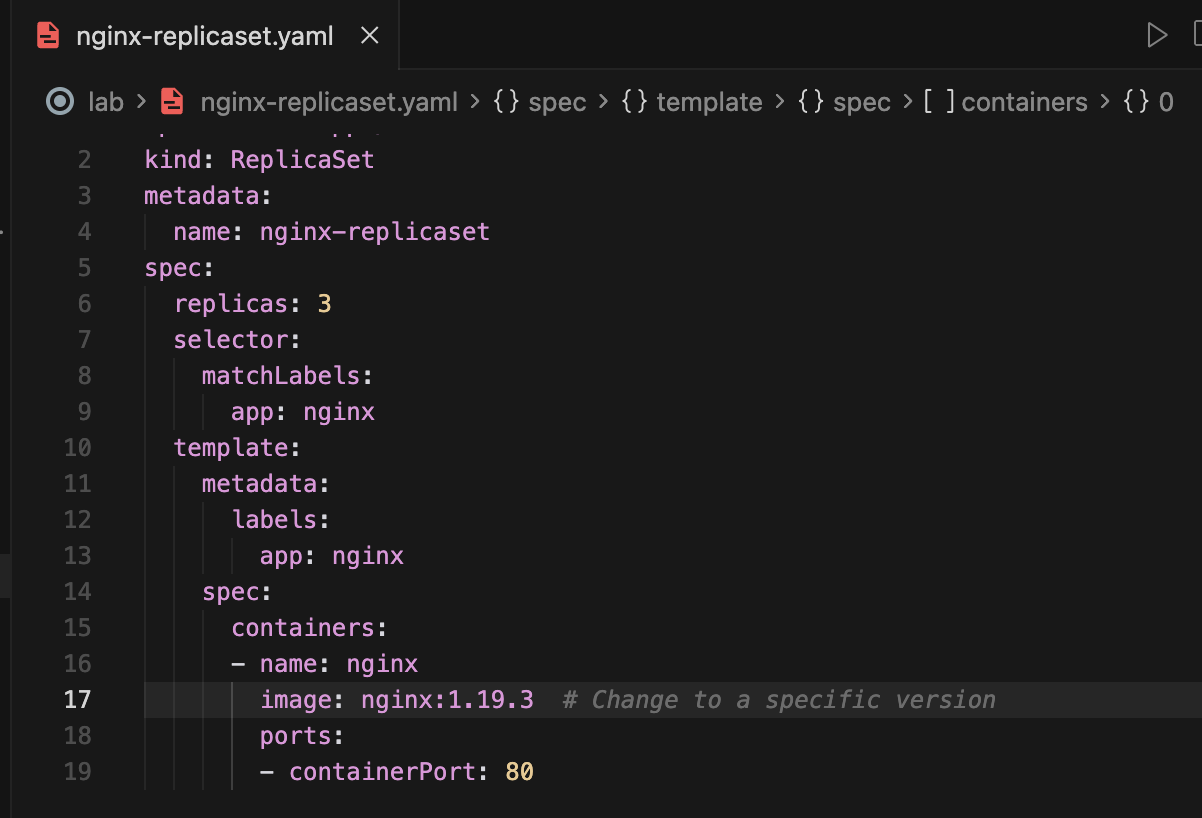 nginx-replicaset.yaml
lab > nginx-replicaset.yaml > {} spec > {} template > {} spec > [ ] containers > {} 0
2 kind: ReplicaSet
3 metadata:
4   name: nginx-replicaset
5 spec:
6   replicas: 3
7   selector:
8     matchLabels:
9       app: nginx
10   template:
11     metadata:
12       labels:
13         app: nginx
14     spec:
15       containers:
16       - name: nginx
17         image: nginx:1.19.3  # Change to a specific version
18         ports:
19         - containerPort: 80